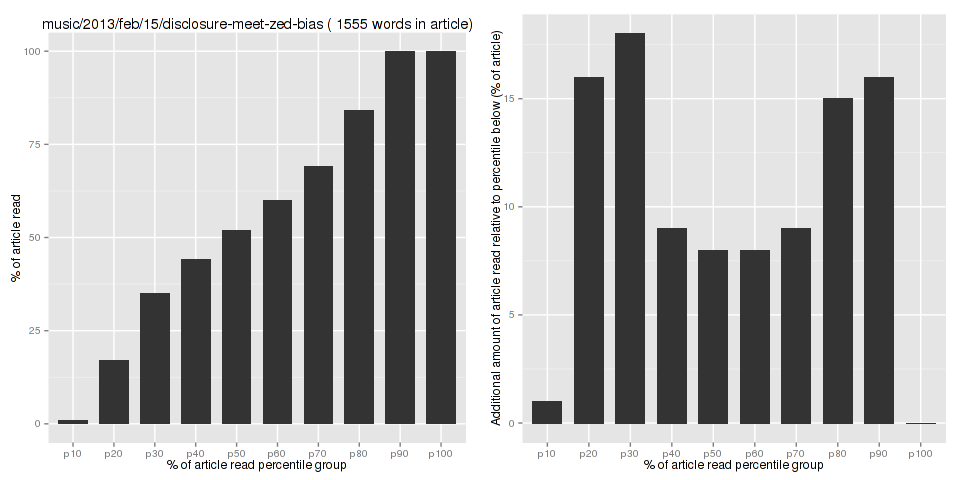 music/2013/feb/15/disclosure-meet-zed-bias ( 1555 words in article)
% of article read
100
75
50
25
0
p10 p20 p30 p40 p50 p60 p70 p80 p90 p100
% of article read percentile group
Additional amount of article read relative to percentile below (% of article)
15
10
5
0
p10 p20 p30 p40 p50 p60 p70 p80 p90 p100
% of article read percentile group